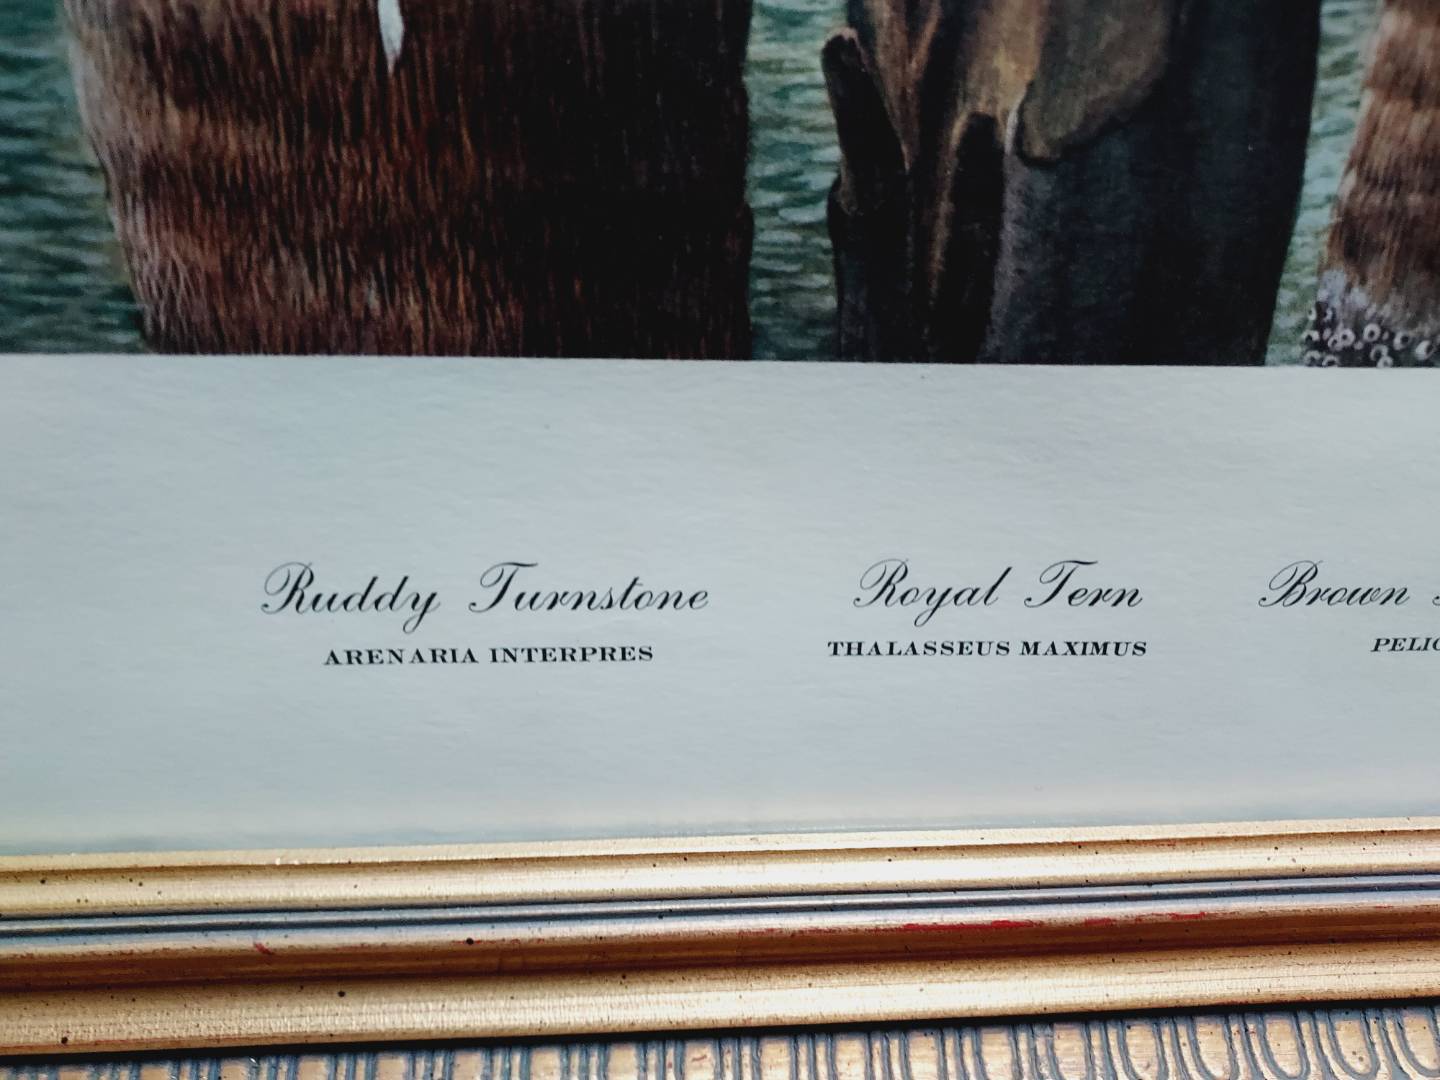 Ruddy Turnstone Royal Tern Brown
ARENARIA INTERPRES THALASSEUS MAXIMUS